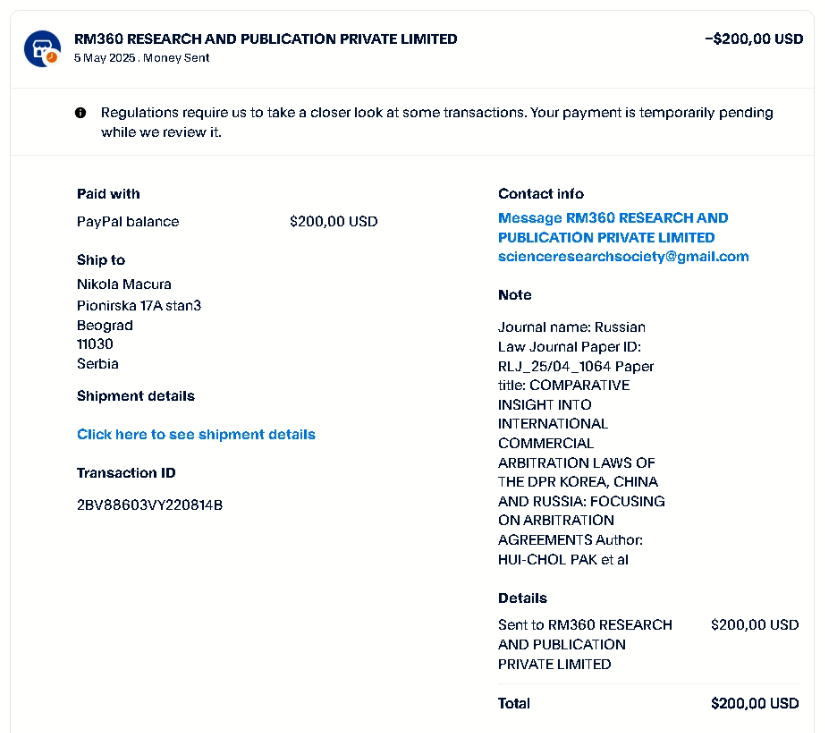 RM360 RESEARCH AND PUBLICATION PRIVATE LIMITED
−$200,00 USD
5 May 2025 . Money Sent
Regulations require us to take a closer look at some transactions. Your payment is temporarily pending
while we review it.
Paid with
PayPal balance
$200,00 USD
Ship to
Nikola Macura
Pionirska 17A stan3
Beograd
11030
Serbia
Shipment details
Click here to see shipment details
Transaction ID
2BV88603VY220814B
Contact info
Message RM360 RESEARCH AND
PUBLICATION PRIVATE LIMITED
scienceresearchsociety@gmail.com
Note
Journal name: Russian
Law Journal Paper ID:
RLJ_25/04_1064 Paper
title: COMPARATIVE
INSIGHT INTO
INTERNATIONAL
COMMERCIAL
ARBITRATION LAWS OF
THE DPR KOREA, CHINA
AND RUSSIA: FOCUSING
ON ARBITRATION
AGREEMENTS Author:
HUI-CHOL PAK et al
Details
Sent to RM360 RESEARCH
AND PUBLICATION
PRIVATE LIMITED
$200,00 USD
Total
$200,00 USD